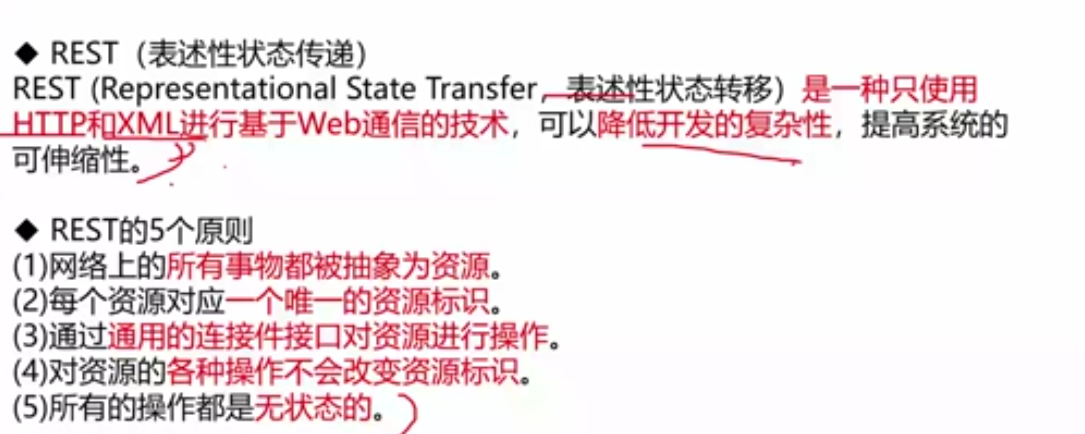 ◆ REST（表述性状态传递）
REST (Representational State Transfer，表述性状态转移）是一种只使用
HTTP和XML进行基于Web通信的技术，可以降低开发的复杂性，提高系统的
可伸缩性。
◆ REST的5个原则
(1)网络上的所有事物都被抽象为资源。
(2)每个资源对应一个唯一的资源标识。
(3)通过通用的连接件接口对资源进行操作。
(4)对资源的各种操作不会改变资源标识。
(5)所有的操作都是无状态的。